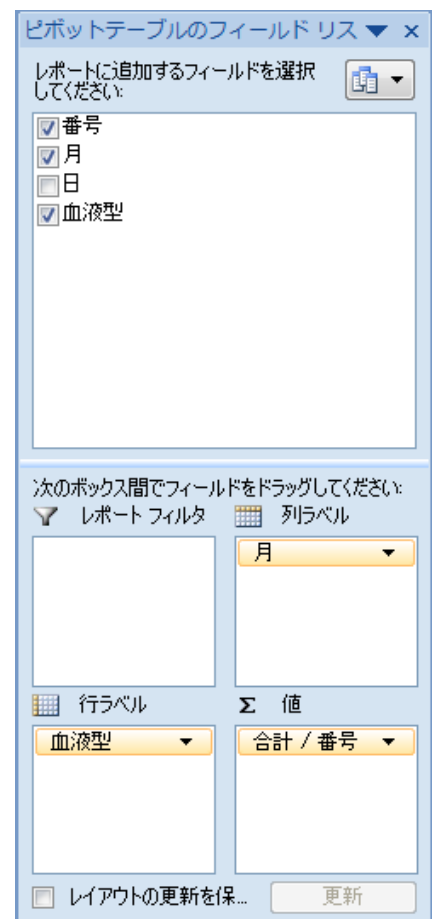 ピボットテーブルのフィールド リス
レポートに追加するフィールドを選択
してください:
番号
月
日
血液型
次のボックス間でフィールドをドラッグしてください:
レポート フィルタ
列ラベル
月
行ラベル
Σ 値
血液型
合計 / 番号
レイアウトの更新を保...
更新